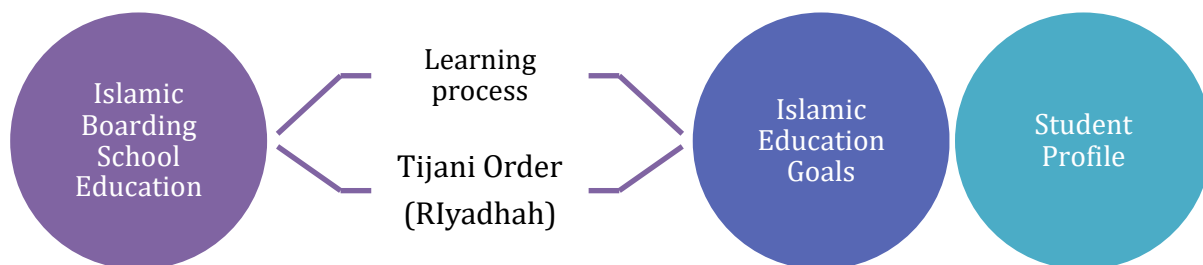 Islamic
Boarding
School
Education
Learning
process
Tijani Order
(RIyadhah)
Islamic
Education
Goals
Student
Profile